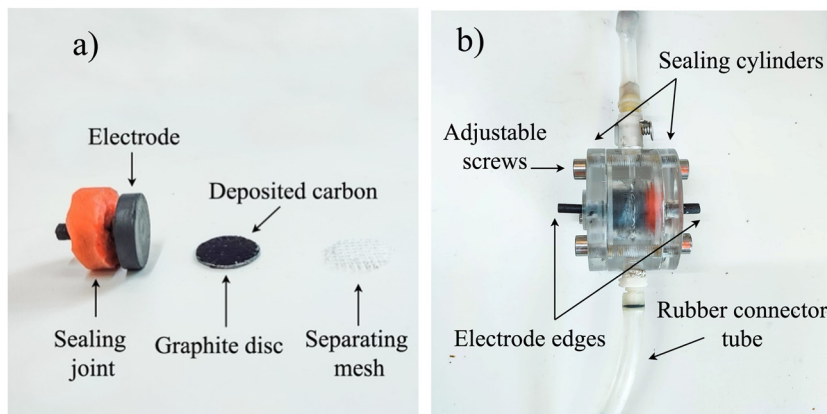 a)
Electrode
Deposited carbon
Sealing
joint
Graphite disc
Separating
mesh
b)
Sealing cylinders
Adjustable
screws
Electrode edges
Rubber connector
tube